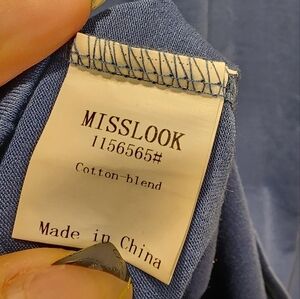 MISSLOOK
1156565#
Cotton-blend
Made in China